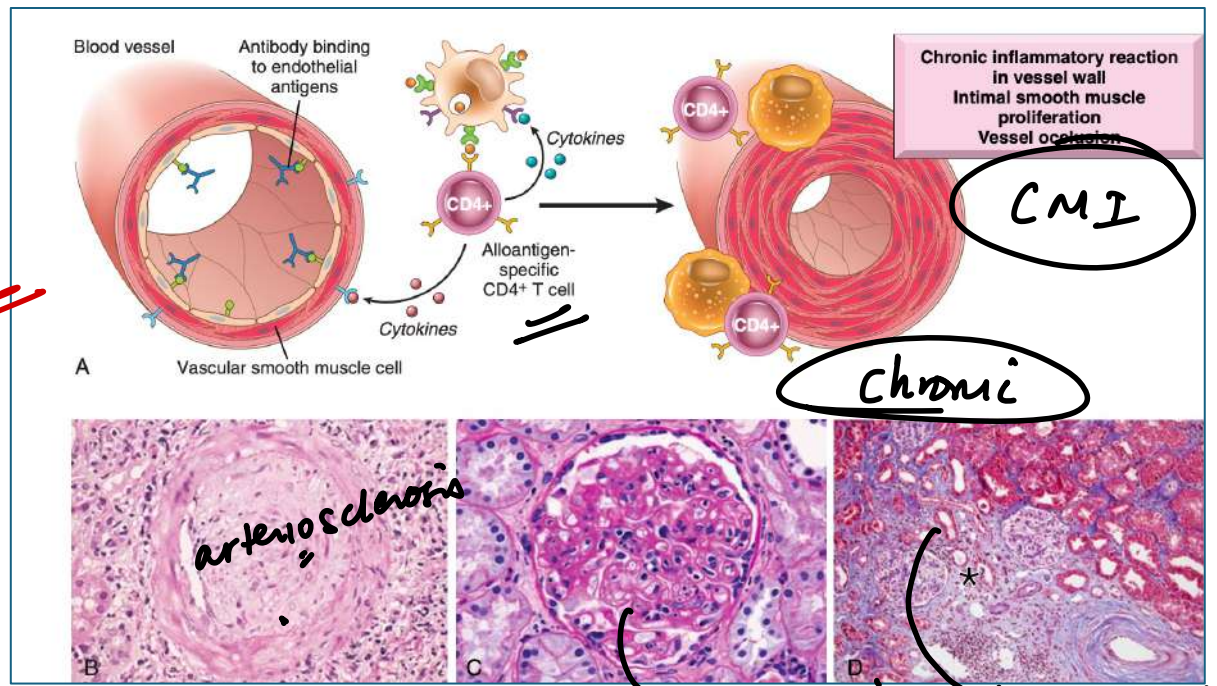 Blood vessel
Antibody binding
to endothelial
antigens
Cytokines
CD4+
Alloantigen-
specific
CD4+ T cell
Cytokines
Vascular smooth muscle cell
A
CD4+
CD4+
Chronic inflammatory reaction
in vessel wall
Intimal smooth muscle
proliferation
Vessel occlusion
CMI
chronic
arteriosclerosis
B
C
D
*